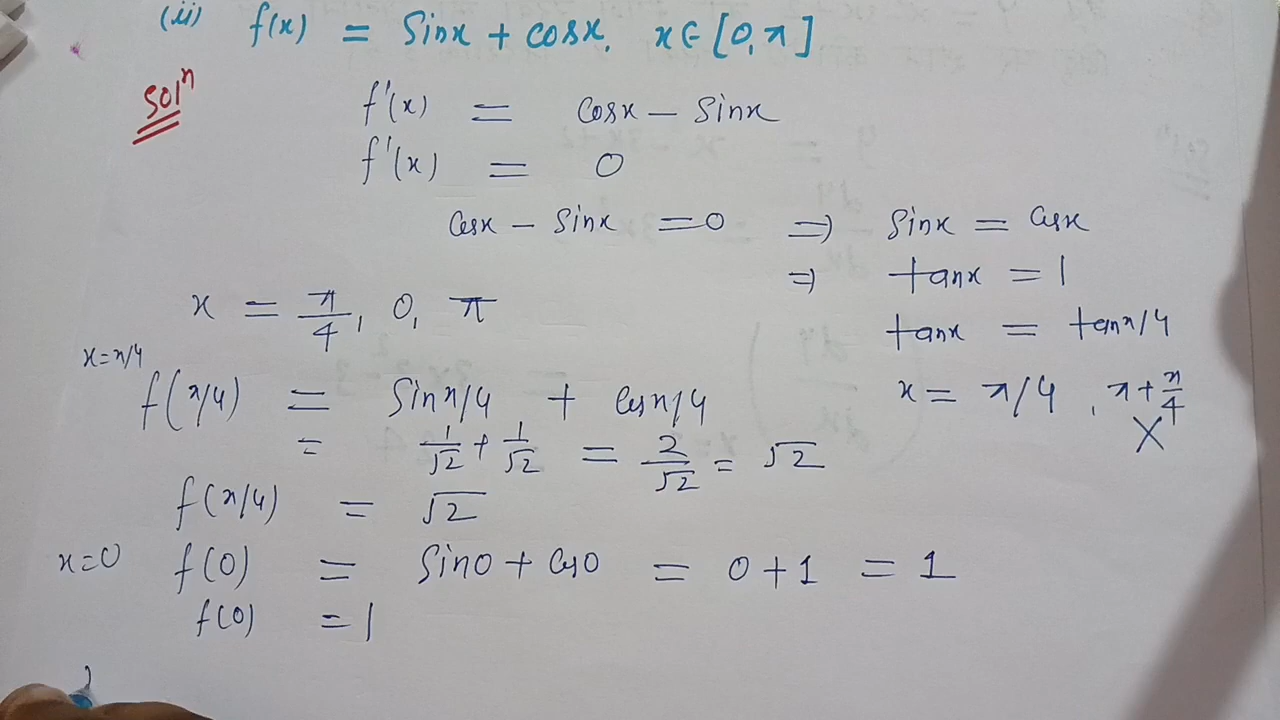 (ii) f(x) = Sinx + cosx, x∈[0,π]
Solⁿ
f'(x) = cosx – Sinx
f'(x) = 0
cosx – Sinx = 0 ⇒ Sinx = cosx
⇒ tanx = 1
x = π/4, 0, π
tanx = tanπ/4
x = π/4, π + π/4 X
x=π/4
f(π/4) = Sinπ/4 + cosπ/4
= 1/√2 + 1/√2 = 2/√2 = √2
f(π/4) = √2
x=0 f(0) = Sin0 + cos0 = 0+1 = 1
f(0) = 1